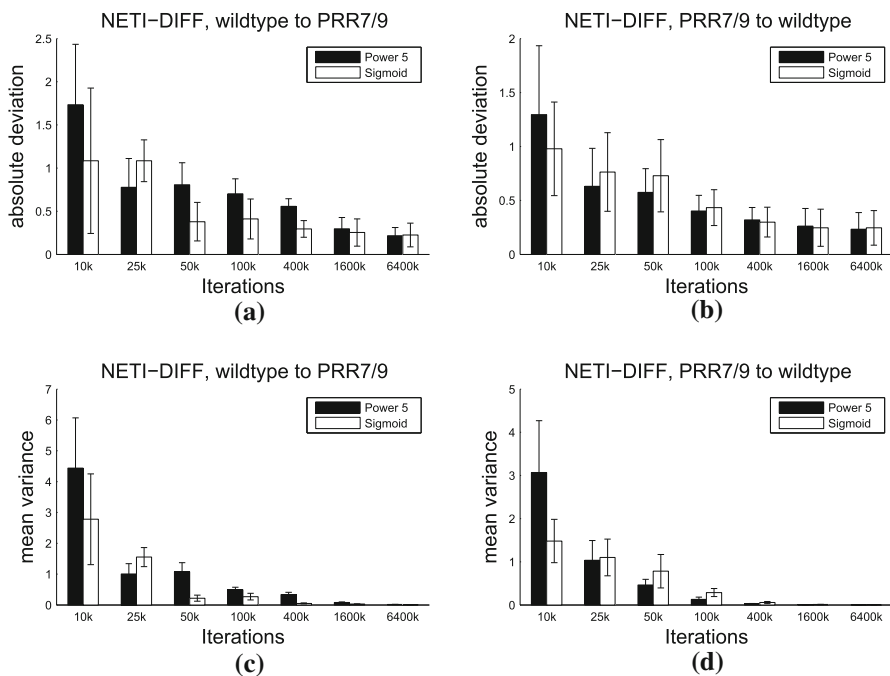 NETI−DIFF, wildtype to PRR7/9
2.5
2
1.5
1
0.5
0
absolute deviation
Power 5
Sigmoid
10k 25k 50k 100k 400k 1600k 6400k
Iterations
(a)
NETI−DIFF, PRR7/9 to wildtype
2
1.5
1
0.5
0
absolute deviation
Power 5
Sigmoid
10k 25k 50k 100k 400k 1600k 6400k
Iterations
(b)
NETI−DIFF, wildtype to PRR7/9
7
6
5
4
3
2
1
0
mean variance
Power 5
Sigmoid
10k 25k 50k 100k 400k 1600k 6400k
Iterations
(c)
NETI−DIFF, PRR7/9 to wildtype
5
4
3
2
1
0
mean variance
Power 5
Sigmoid
10k 25k 50k 100k 400k 1600k 6400k
Iterations
(d)